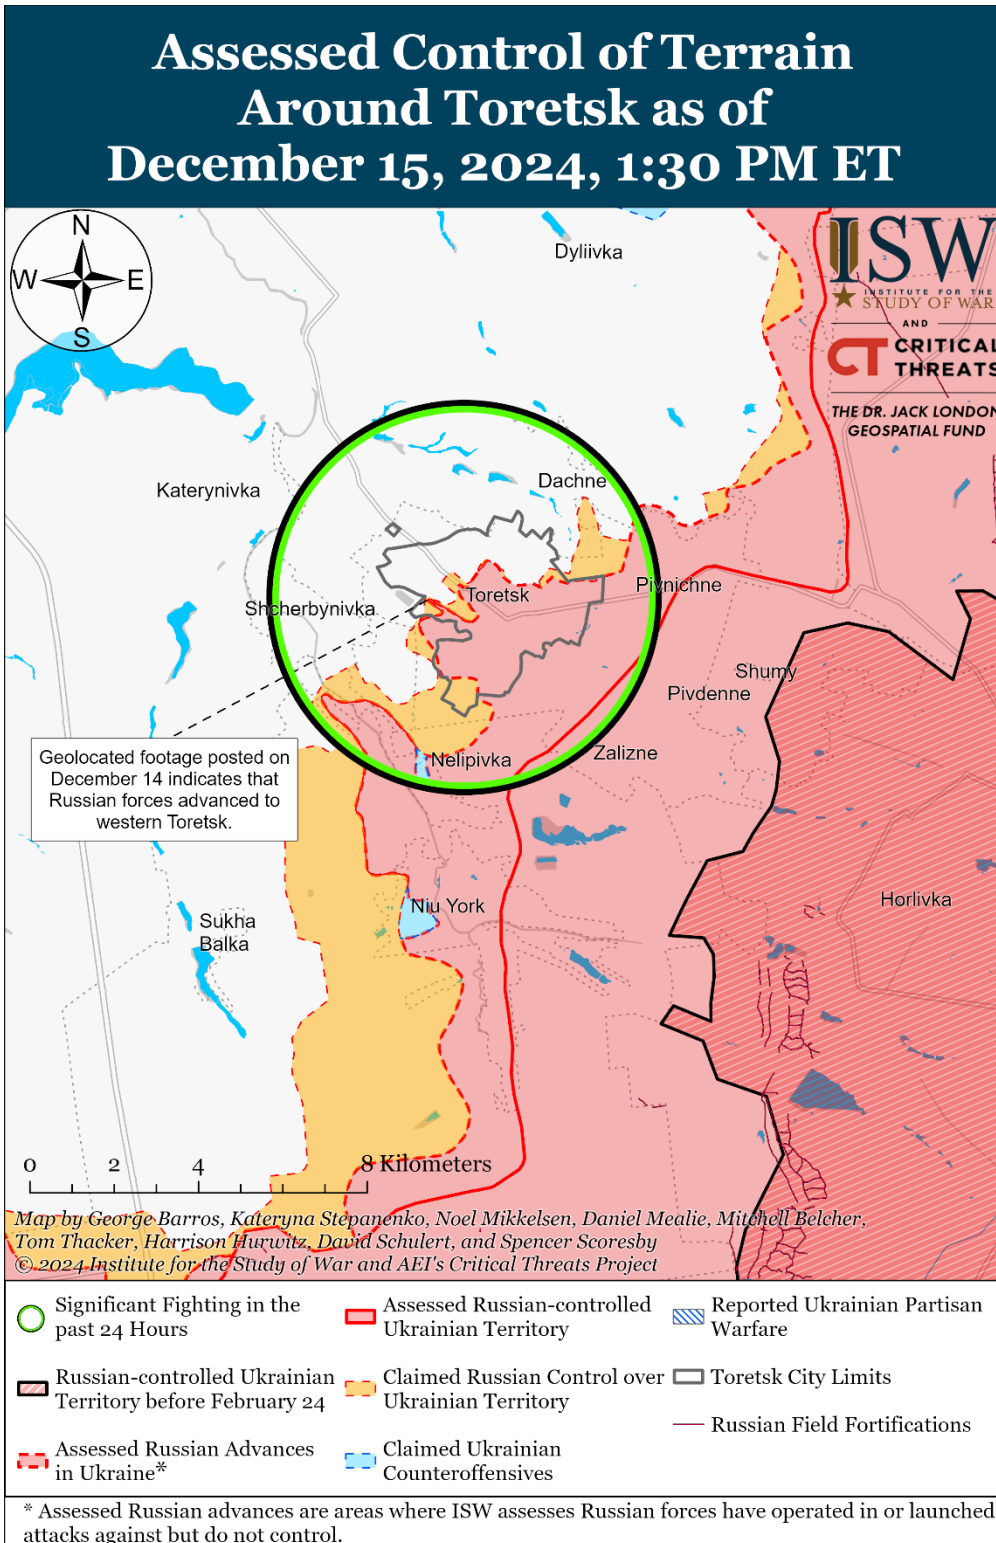 Assessed Control of Terrain
Around Toretsk as of
December 15, 2024, 1:30 PM ET
N
W
E
S
Dyliivka
ISW
INSTITUTE FOR THE
STUDY OF WAR
AND
CT CRITICAL
THREATS
THE DR. JACK LONDON
GEOSPATIAL FUND
Katerynivka
Dachne
Shcherbynivka
Toretsk
Pivnichne
Shumy
Pivdenne
Zalizne
Nelipivka
Geolocated footage posted on
December 14 indicates that
Russian forces advanced to
western Toretsk.
Horlivka
Niu York
Sukha
Balka
0 2 4 8 Kilometers
Map by George Barros, Kateryna Stepanenko, Noel Mikkelsen, Daniel Mealie, Mitchell Belcher,
Tom Thacker, Harrison Hurwitz, David Schulert, and Spencer Scoresby
© 2024 Institute for the Study of War and AEI's Critical Threats Project
Significant Fighting in the
past 24 Hours
Russian-controlled Ukrainian
Territory before February 24
Assessed Russian Advances
in Ukraine*
Assessed Russian-controlled
Ukrainian Territory
Claimed Russian Control over
Ukrainian Territory
Claimed Ukrainian
Counteroffensives
Reported Ukrainian Partisan
Warfare
Toretsk City Limits
Russian Field Fortifications
* Assessed Russian advances are areas where ISW assesses Russian forces have operated in or launched
attacks against but do not control.